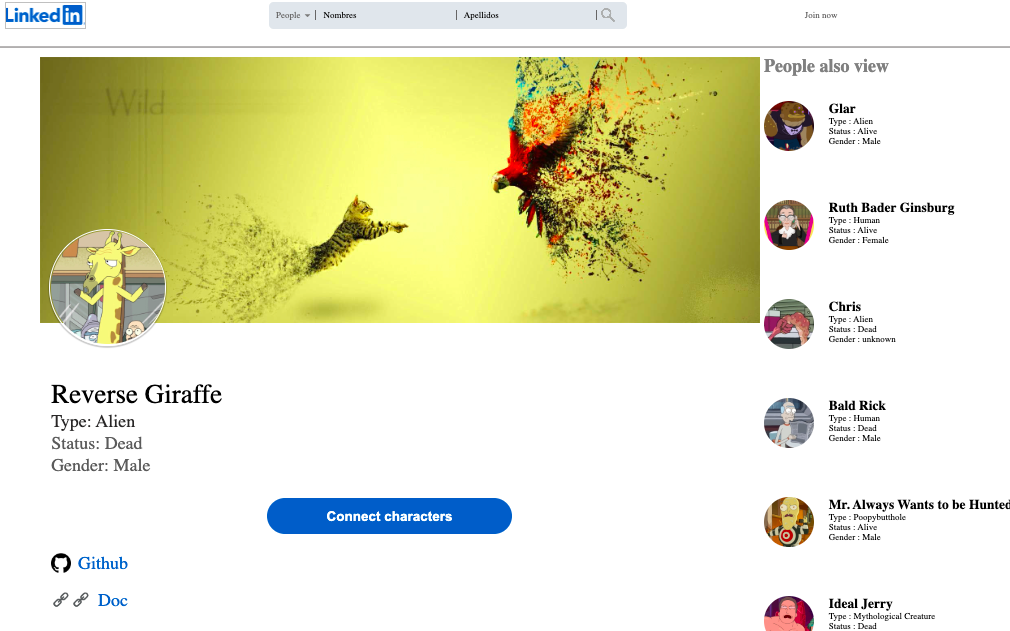 Linked in
People | Nombres | Apellidos |
Join now
Wild
People also view
Glar
Type : Alien
Status : Alive
Gender : Male
Ruth Bader Ginsburg
Type : Human
Status : Alive
Gender : Female
Chris
Type : Alien
Status : Dead
Gender : unknown
Bald Rick
Type : Human
Status : Dead
Gender : Male
Mr. Always Wants to be Hunted
Type : Poopybutthole
Status : Alive
Gender : Male
Ideal Jerry
Type : Mythological Creature
Status : Dead
Reverse Giraffe
Type: Alien
Status: Dead
Gender: Male
Connect characters
Github
Doc